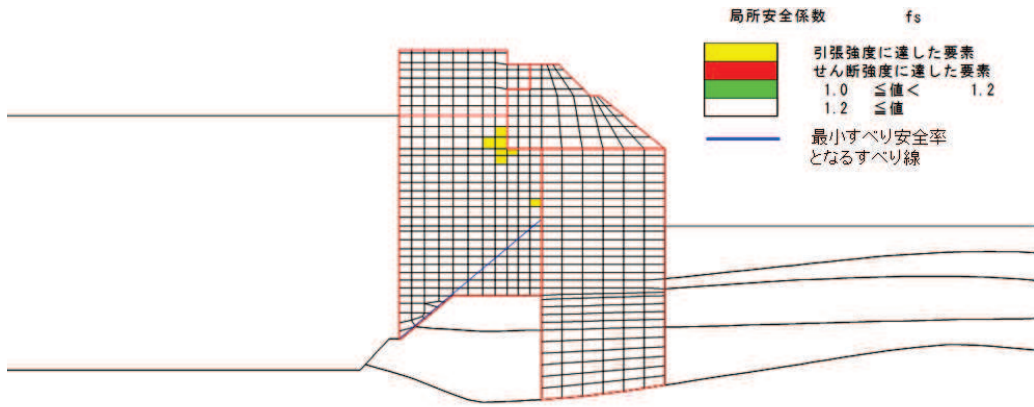 局所安全係数 fs
引張強度に達した要素
せん断強度に達した要素
1.0 ≦値< 1.2
1.2 ≦値
最小すべり安全率
となるすべり線